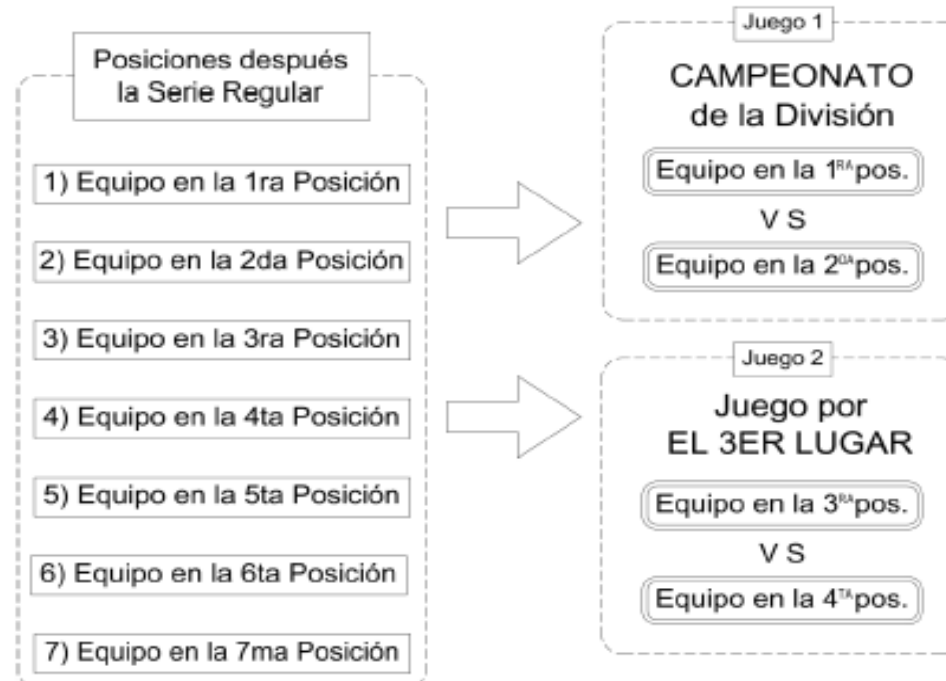 Posiciones después
la Serie Regular
1) Equipo en la 1ra Posición
2) Equipo en la 2da Posición
3) Equipo en la 3ra Posición
4) Equipo en la 4ta Posición
5) Equipo en la 5ta Posición
6) Equipo en la 6ta Posición
7) Equipo en la 7ma Posición
Juego 1
CAMPEONATO
de la División
Equipo en la 1RA pos.
V S
Equipo en la 2DA pos.
Juego 2
Juego por
EL 3ER LUGAR
Equipo en la 3RA pos.
V S
Equipo en la 4TA pos.